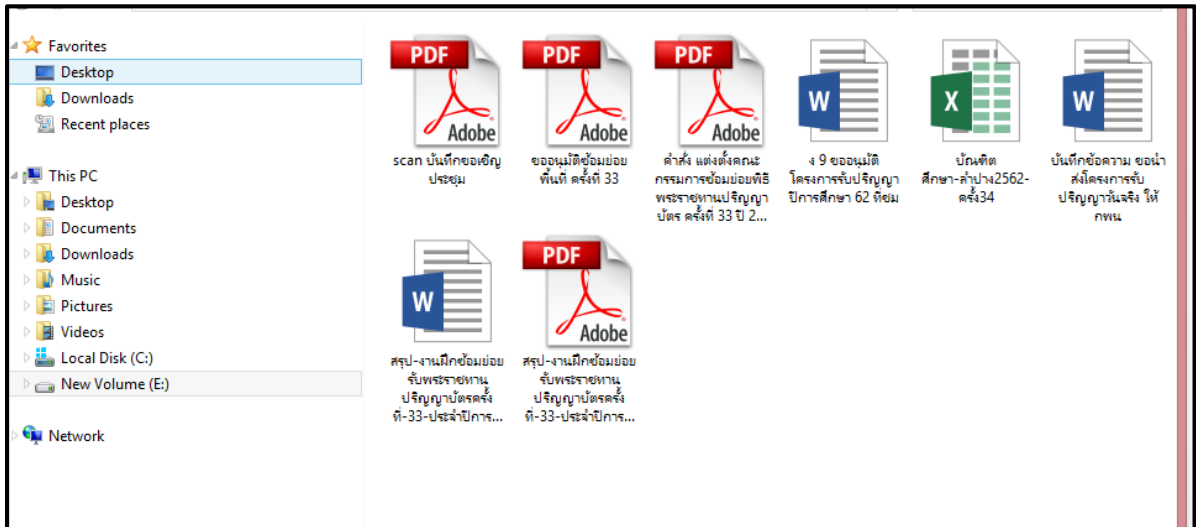 Favorites
Desktop
Downloads
Recent places
This PC
Desktop
Documents
Downloads
Music
Pictures
Videos
Local Disk (C:)
New Volume (E:)
Network
PDF
Adobe
scan บันทึกขอเชิญ
ประชุม
PDF
Adobe
ขออนุมัติซ้อมย่อย
พื้นที่ ครั้งที่ 33
PDF
Adobe
คำสั่ง แต่งตั้งคณะ
กรรมการซ้อมย่อยพิธี
พระราชทานปริญญา
บัตร ครั้งที่ 33 ปี 2...
W
ง 9 ขออนุมัติ
โครงการรับปริญญา
ปีการศึกษา 62 ที่ชม
X
บัณฑิต
ศึกษา-ลำปาง2562-
ครั้ง34
W
บันทึกข้อความ ขอนำ
ส่งโครงการรับ
ปริญญาวันจริง ให้
กพน
W
สรุป-งานฝึกซ้อมย่อย
รับพระราชทาน
ปริญญาบัตรครั้ง
ที่-33-ประจำปีการ...
PDF
Adobe
สรุป-งานฝึกซ้อมย่อย
รับพระราชทาน
ปริญญาบัตรครั้ง
ที่-33-ประจำปีการ...